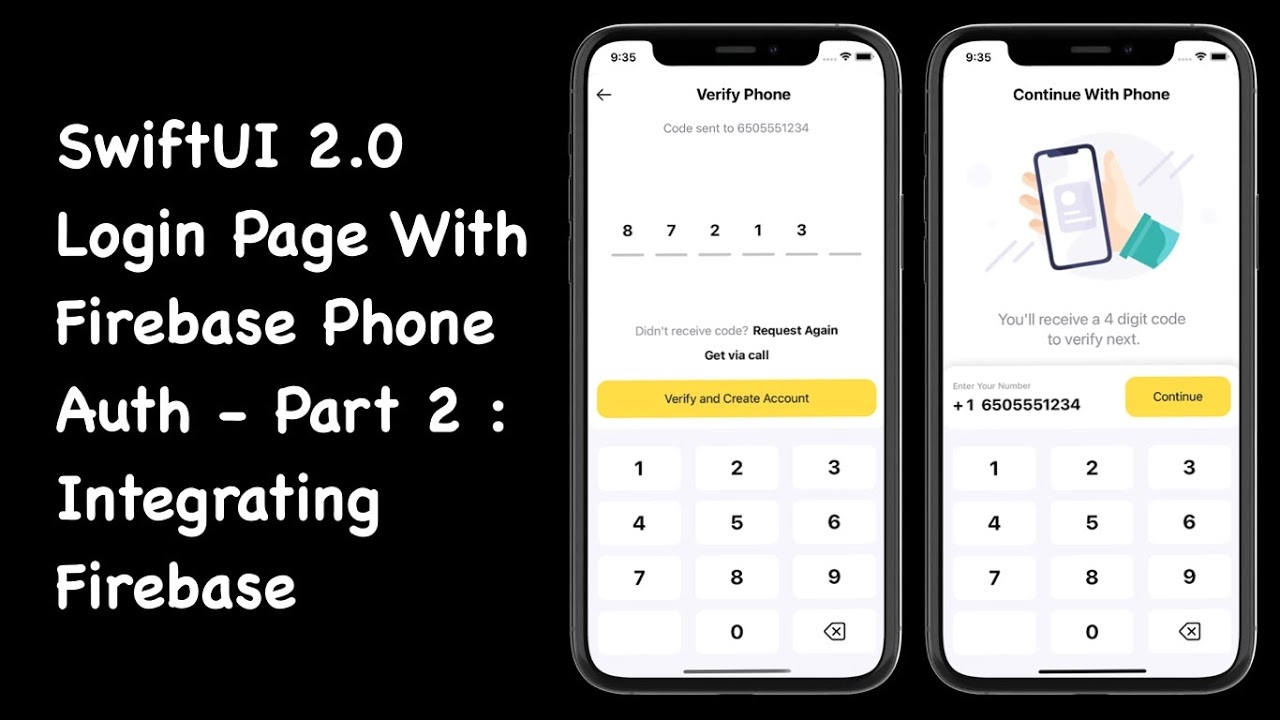 SwiftUI 2.0
Login Page With
Firebase Phone
Auth - Part 2 :
Integrating
Firebase
9:35
Verify Phone
Code sent to 6505551234
8 7 2 1 3
Didn't receive code? Request Again
Get via call
Verify and Create Account
1 2 3
4 5 6
7 8 9
0
9:35
Continue With Phone
You'll receive a 4 digit code
to verify next.
Enter Your Number
+1 6505551234
Continue
1 2 3
4 5 6
7 8 9
0